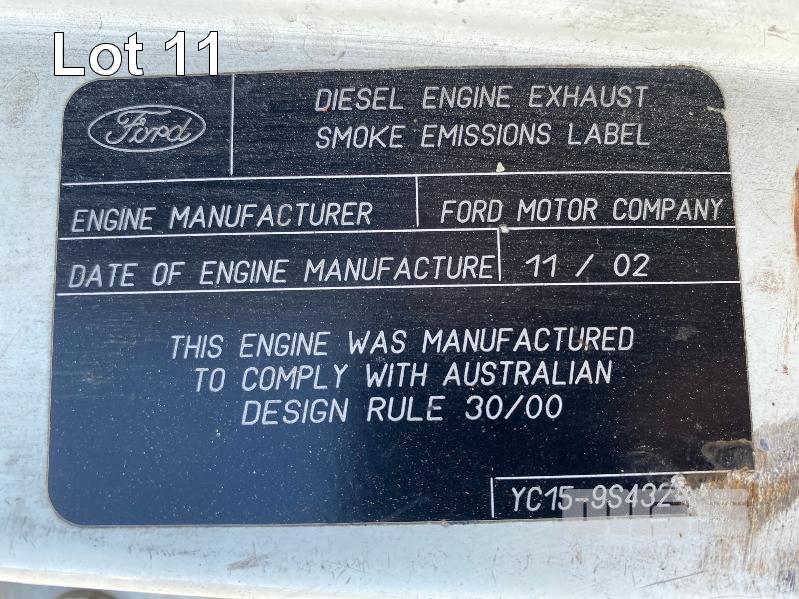 Lot 11
Ford
DIESEL ENGINE EXHAUST
SMOKE EMISSIONS LABEL
ENGINE MANUFACTURER FORD MOTOR COMPANY
DATE OF ENGINE MANUFACTURE 11 / 02
THIS ENGINE WAS MANUFACTURED
TO COMPLY WITH AUSTRALIAN
DESIGN RULE 30/00
YC15-9S432